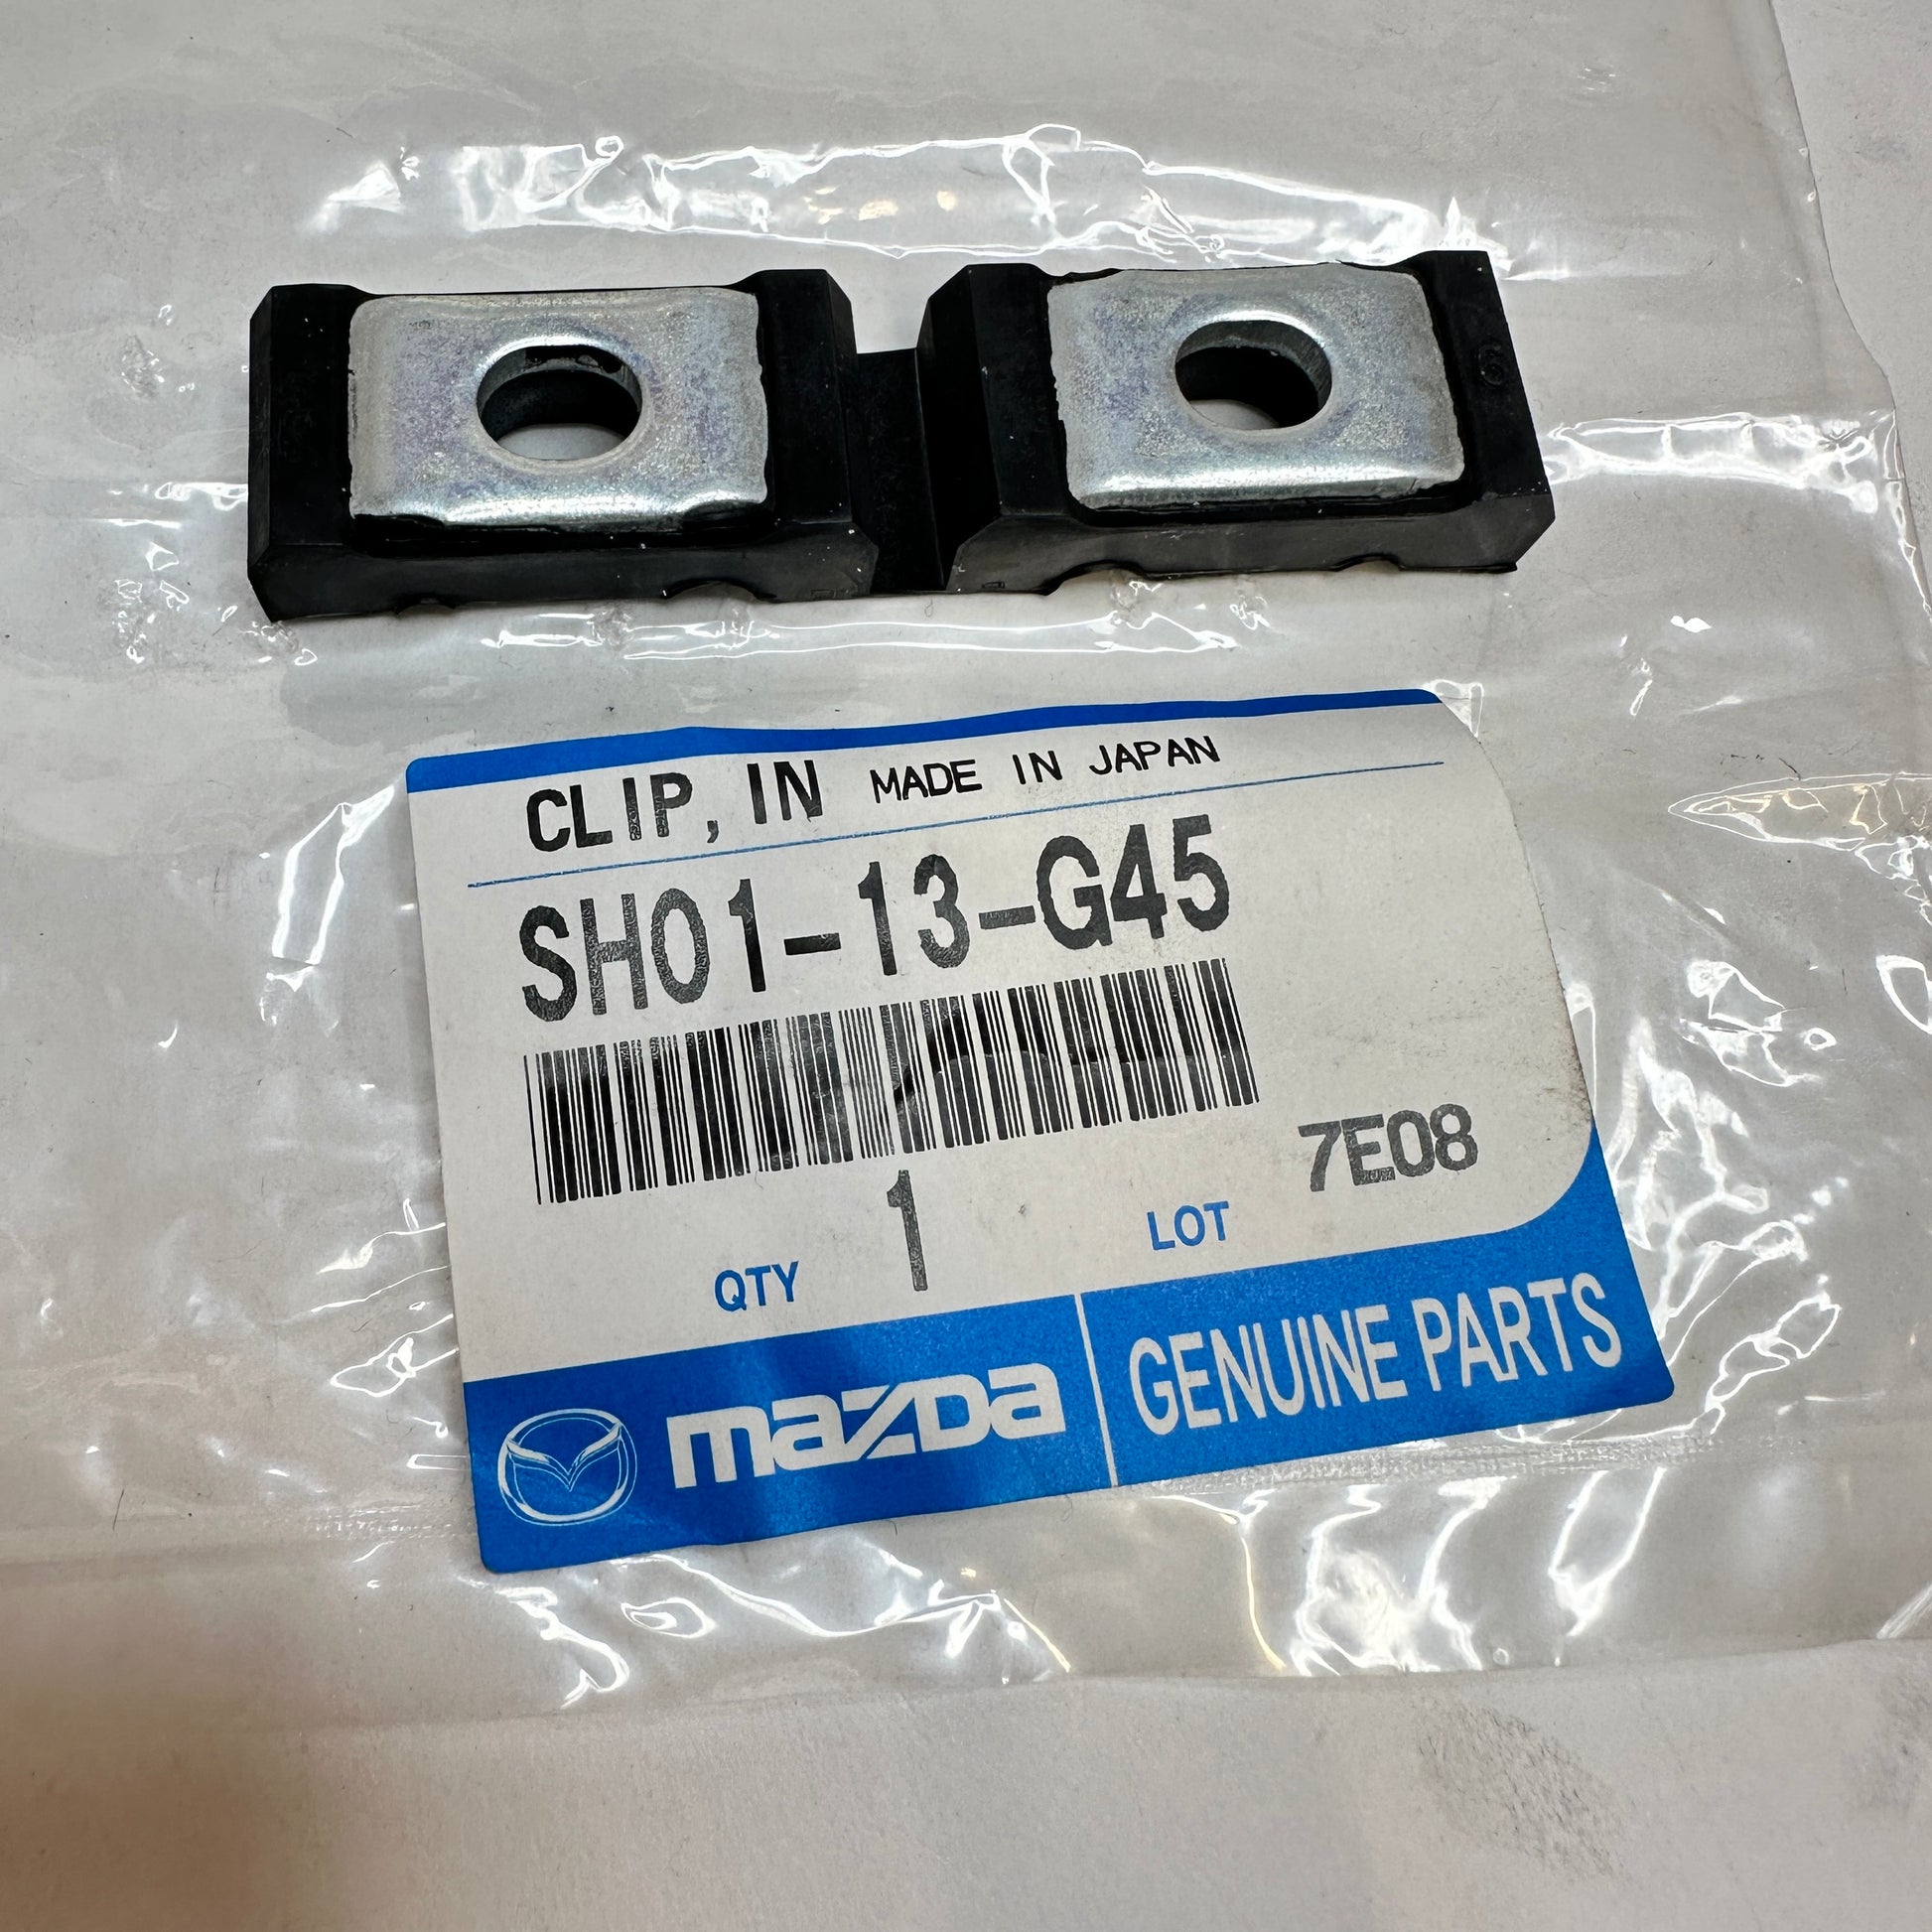 CLIP, IN MADE IN JAPAN
SH01-13-G45
QTY 1 LOT 7E08
mazda GENUINE PARTS